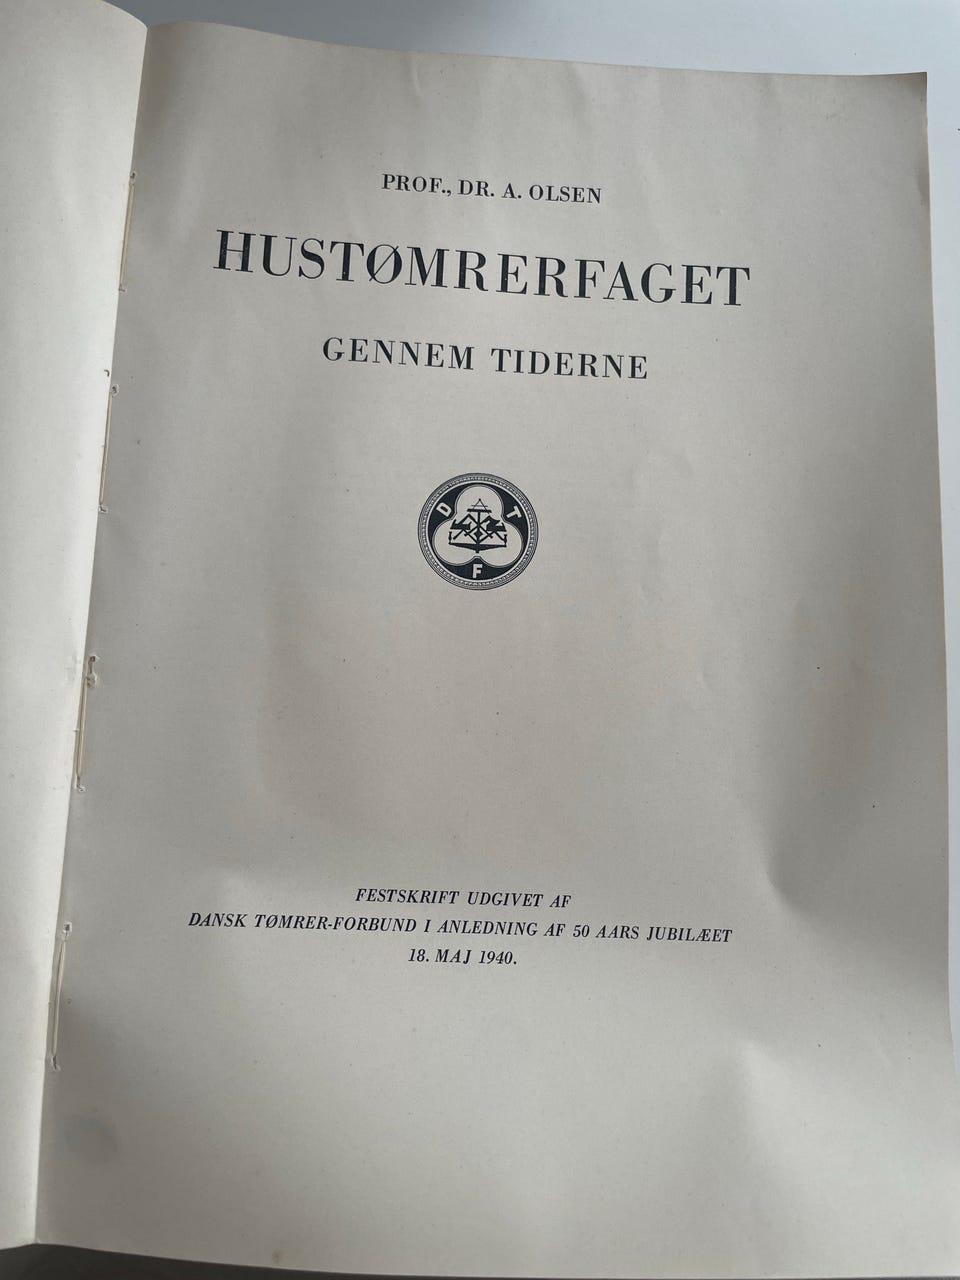 PROF., DR. A. OLSEN
HUSTØMRERFAGET
GENNEM TIDERNE
D T
F
FESTSKRIFT UDGIVET AF
DANSK TØMRER-FORBUND I ANLEDNING AF 50 AARS JUBILÆET
18. MAJ 1940.